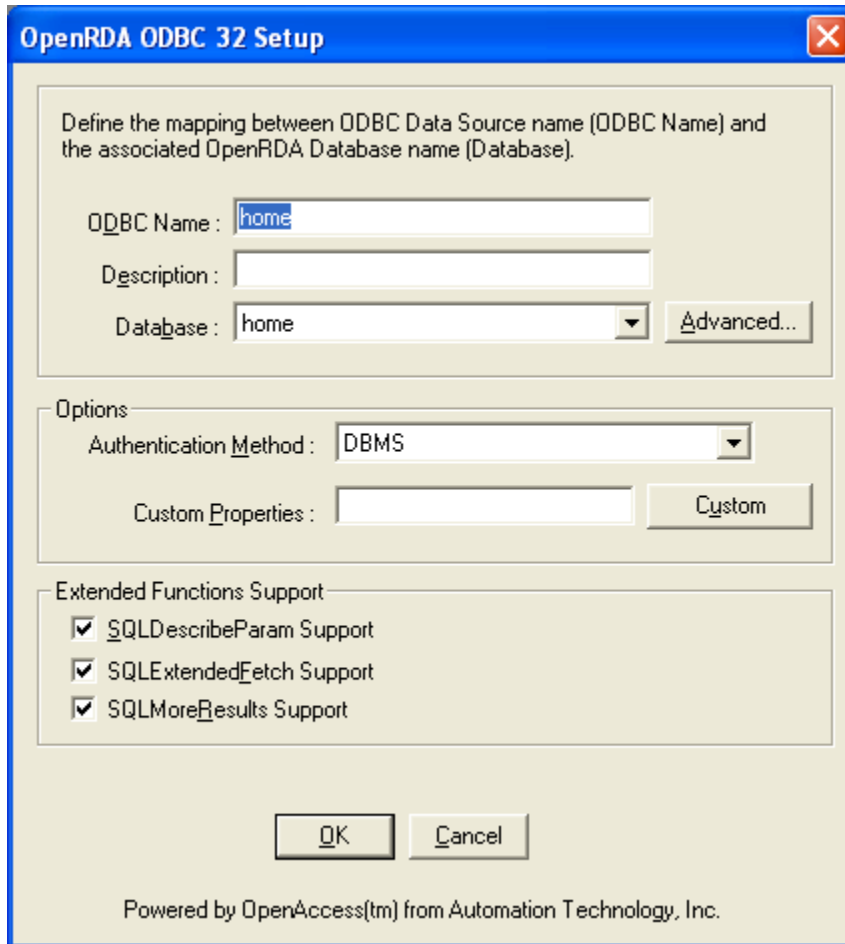 OpenRDA ODBC 32 Setup
Define the mapping between ODBC Data Source name (ODBC Name) and
the associated OpenRDA Database name (Database).
ODBC Name : home
Description :
Database : home Advanced...
Options
Authentication Method : DBMS
Custom Properties : Custom
Extended Functions Support
SQLDescribeParam Support
SQLExtendedFetch Support
SQLMoreResults Support
OK Cancel
Powered by OpenAccess(tm) from Automation Technology, Inc.